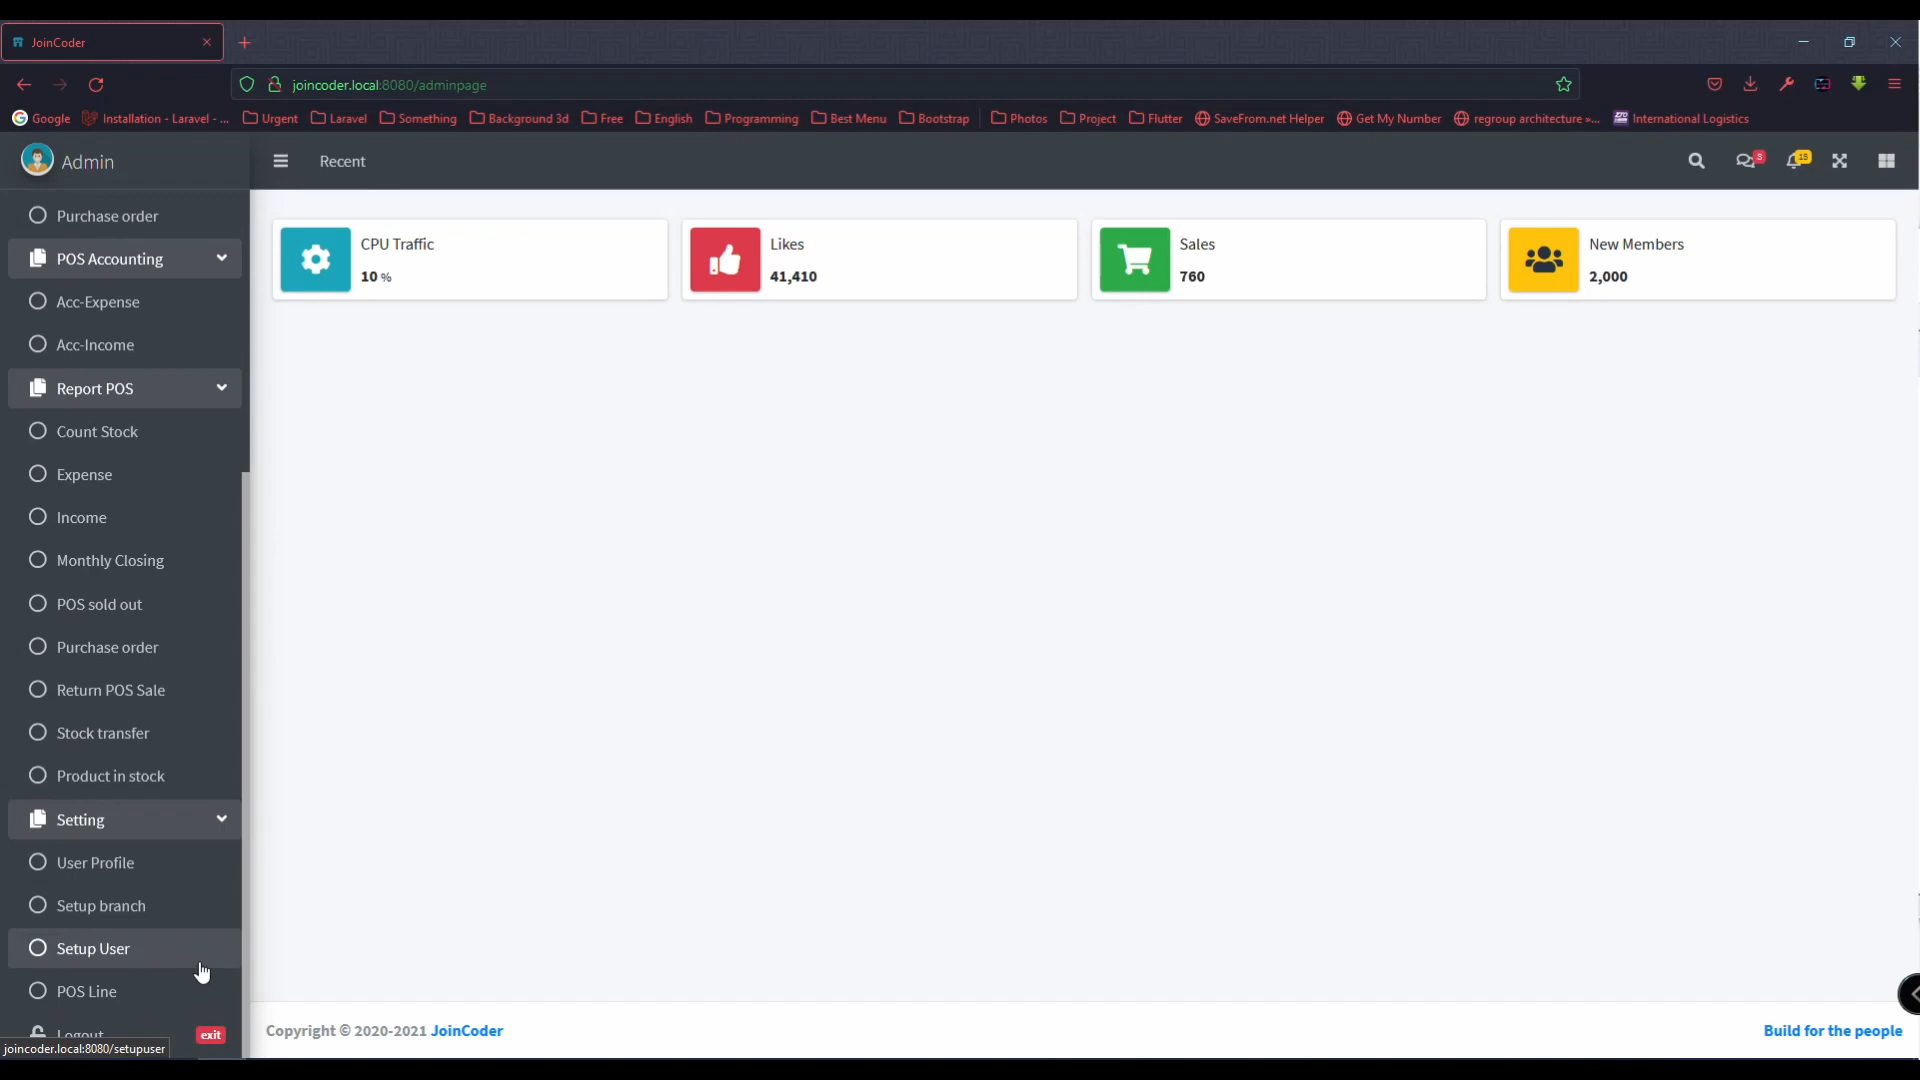 JoinCoder
joincoder.local:8080/adminpage
Google
Installation - Laravel - ...
Urgent
Laravel
Something
Background 3d
Free
English
Programming
Best Menu
Bootstrap
Photos
Project
Flutter
SaveFrom.net Helper
Get My Number
regroup architecture »...
International Logistics
Admin
Recent
3
15
Purchase order
POS Accounting
Acc-Expense
Acc-Income
Report POS
Count Stock
Expense
Income
Monthly Closing
POS sold out
Purchase order
Return POS Sale
Stock transfer
Product in stock
Setting
User Profile
Setup branch
Setup User
POS Line
Logout
exit
joincoder.local:8080/setupuser
CPU Traffic
10 %
Likes
41,410
Sales
760
New Members
2,000
Copyright © 2020-2021 JoinCoder
Build for the people